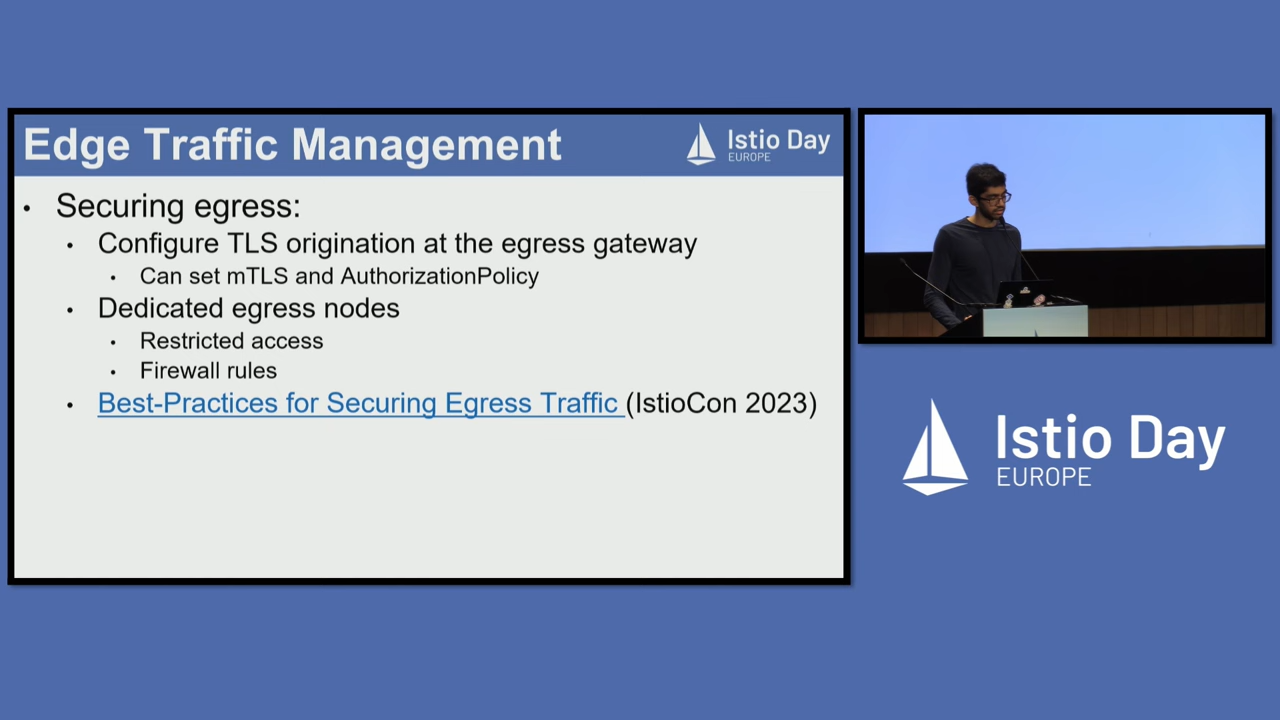 Edge Traffic Management
Istio Day
EUROPE
• Securing egress:
• Configure TLS origination at the egress gateway
• Can set mTLS and AuthorizationPolicy
• Dedicated egress nodes
• Restricted access
• Firewall rules
• Best-Practices for Securing Egress Traffic (IstioCon 2023)
Istio Day
EUROPE